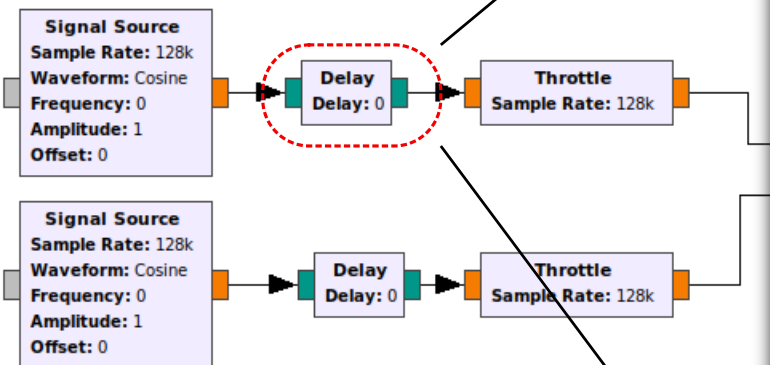 Signal Source
Sample Rate: 128k
Waveform: Cosine
Frequency: 0
Amplitude: 1
Offset: 0
Delay
Delay: 0
Throttle
Sample Rate: 128k
Signal Source
Sample Rate: 128k
Waveform: Cosine
Frequency: 0
Amplitude: 1
Offset: 0
Delay
Delay: 0
Throttle
Sample Rate: 128k